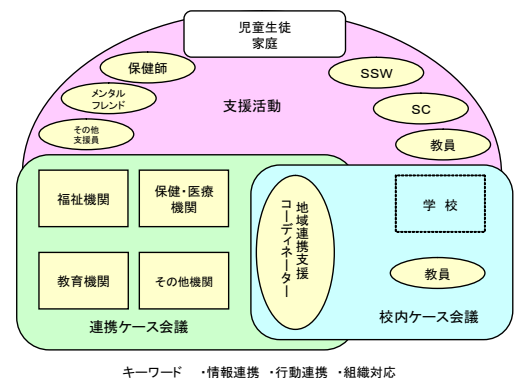 児童生徒
家庭
保健師
SSW
メンタル
フレンド
支援活動
SC
その他
支援員
教員
福祉機関
保健・医療
機関
地域連携支援
コーディネーター
学 校
教育機関
その他機関
教員
連携ケース会議
校内ケース会議
キーワード ・情報連携 ・行動連携 ・組織対応